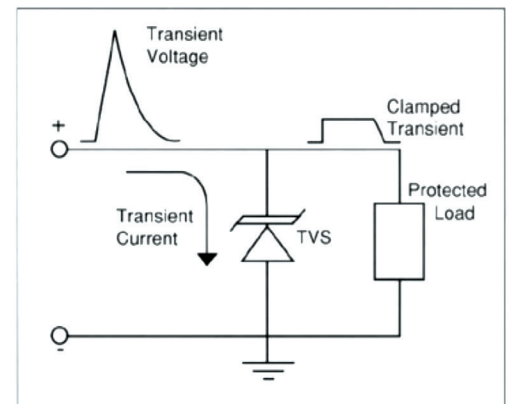 Transient
Voltage
+
Clamped
Transient
Protected
Load
Transient
Current
TVS
-